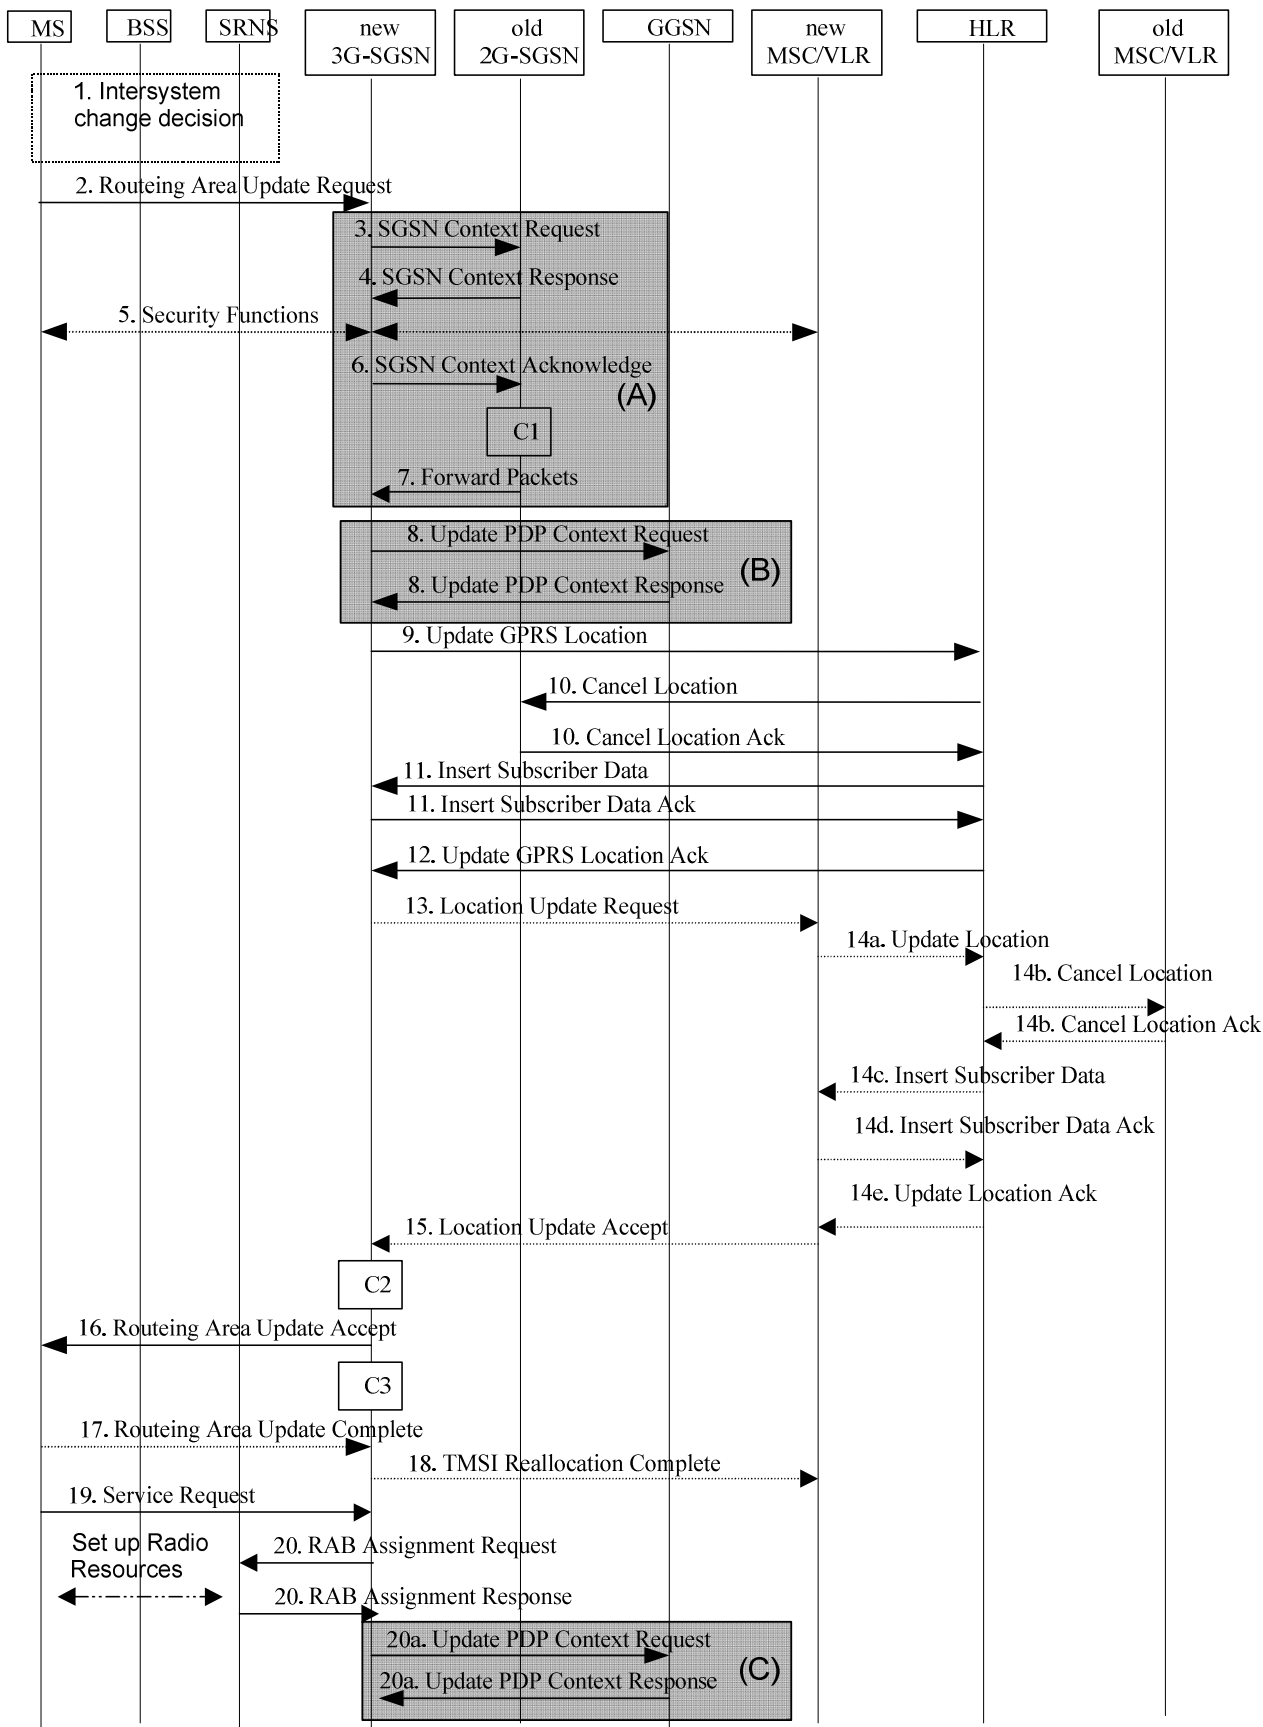 MS
BSS
SRNS
new
3G-SGSN
old
2G-SGSN
GGSN
new
MSC/VLR
HLR
old
MSC/VLR
1. Intersystem
change decision
2. Routeing Area Update Request
3. SGSN Context Request
4. SGSN Context Response
5. Security Functions
6. SGSN Context Acknowledge
(A)
C1
7. Forward Packets
8. Update PDP Context Request
(B)
8. Update PDP Context Response
9. Update GPRS Location
10. Cancel Location
10. Cancel Location Ack
11. Insert Subscriber Data
11. Insert Subscriber Data Ack
12. Update GPRS Location Ack
13. Location Update Request
14a. Update Location
14b. Cancel Location
14b. Cancel Location Ack
14c. Insert Subscriber Data
14d. Insert Subscriber Data Ack
14e. Update Location Ack
15. Location Update Accept
C2
16. Routeing Area Update Accept
C3
17. Routeing Area Update Complete
18. TMSI Reallocation Complete
19. Service Request
Set up Radio
Resources
20. RAB Assignment Request
20. RAB Assignment Response
20a. Update PDP Context Request
(C)
20a. Update PDP Context Response